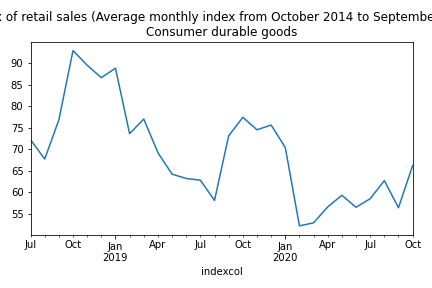 of retail sales (Average monthly index from October 2014 to
Consumer durable goods
90
85
80
75
70
65
60
55
Jul
Oct
Jan
2019
Apr
Jul
Oct
Jan
2020
Apr
Jul
Oct
indexcol